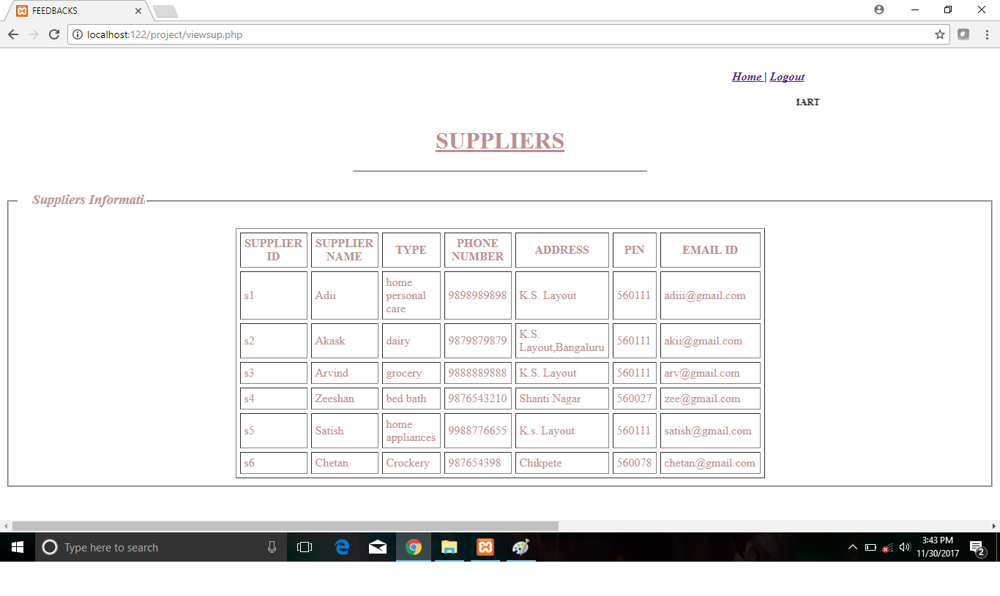 FEEDBACKS
localhost:122/project/viewsup.php
Home | Logout
SUPPLIERS
Suppliers Informati
SUPPLIER ID SUPPLIER NAME TYPE PHONE NUMBER ADDRESS PIN EMAIL ID
s1 Adii home personal care 9898989898 K.S. Layout 560111 adiii@gmail.com
s2 Akask dairy 9879879879 K.S. Layout,Bangaluru 560111 akii@gmail.com
s3 Arvind grocery 9888889888 K.S. Layout 560111 arv@gmail.com
s4 Zeeshan bed bath 9876543210 Shanti Nagar 560027 zee@gmail.com
s5 Satish home appliances 9988776655 K.s. Layout 560111 satish@gmail.com
s6 Chetan Crockery 987654398 Chikpete 560078 chetan@gmail.com
Type here to search
3:43 PM
11/30/2017
2